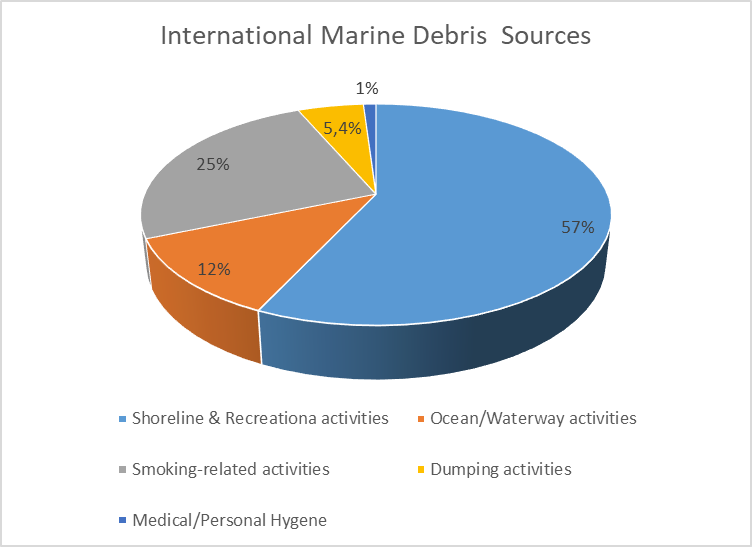 International Marine Debris  Sources
1%
5,4%
25%
57%
12%
Shoreline & Recreationa activities
Ocean/Waterway activities
Smoking-related activities
Dumping activities
Medical/Personal Hygene